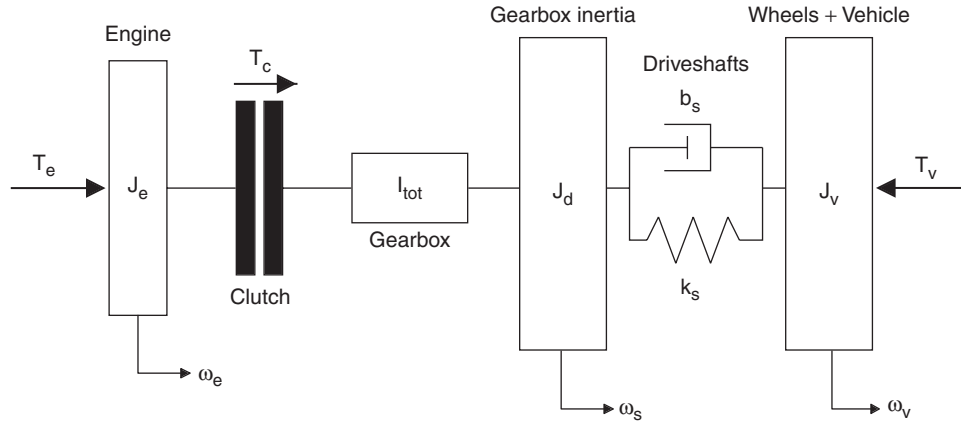 Engine
T_e
J_e
ω_e
T_c
Clutch
I_tot
Gearbox
Gearbox inertia
J_d
ω_s
Driveshafts
b_s
k_s
Wheels + Vehicle
J_v
T_v
ω_v